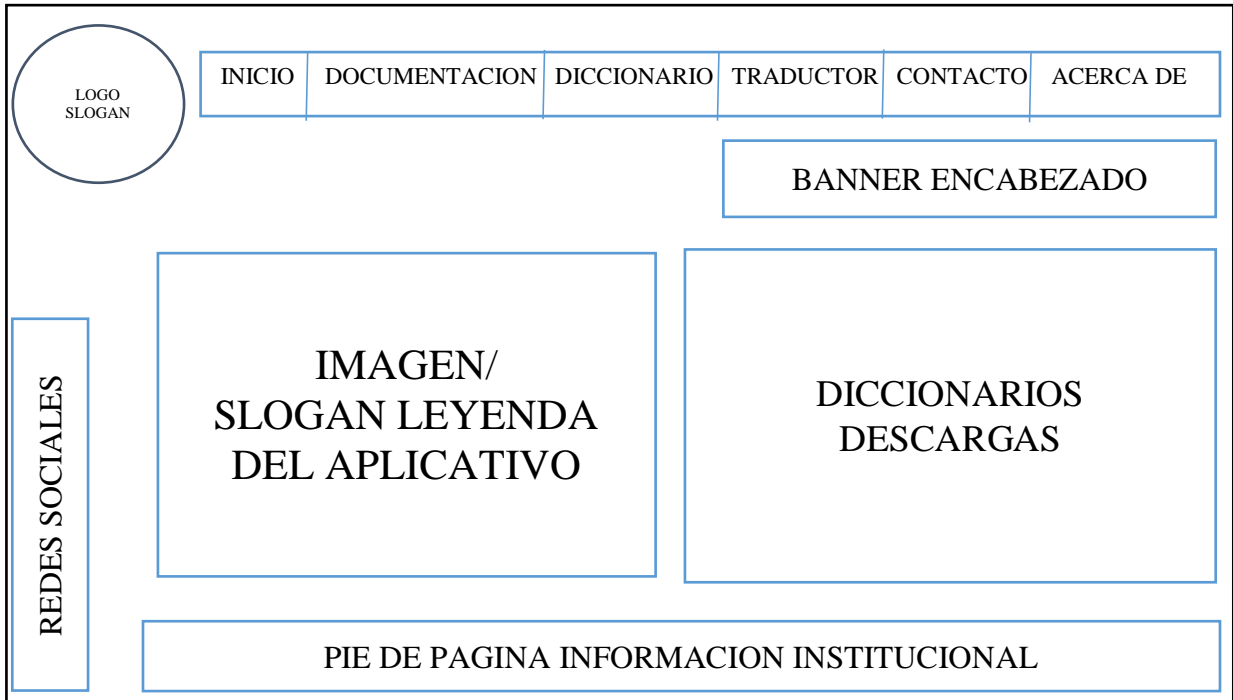 LOGO
SLOGAN
INICIO DOCUMENTACION DICCIONARIO TRADUCTOR CONTACTO ACERCA DE
BANNER ENCABEZADO
IMAGEN/
SLOGAN LEYENDA
DEL APLICATIVO
DICCIONARIOS
DESCARGAS
REDES SOCIALES
PIE DE PAGINA INFORMACION INSTITUCIONAL